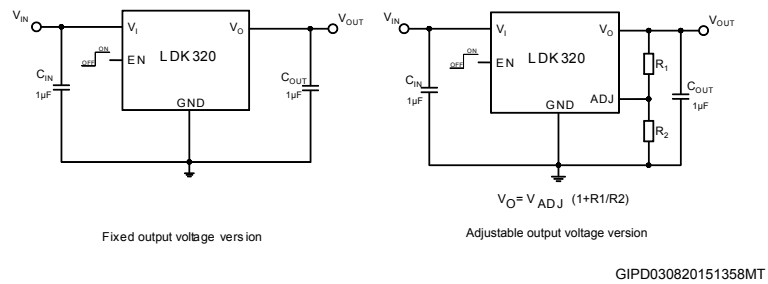 VIN
VI
VO
VOUT
ON
OFF
EN
LDK320
CIN
1µF
COUT
1µF
GND
Fixed output voltage version
VIN
VI
VO
VOUT
ON
OFF
EN
LDK320
R1
CIN
1µF
COUT
1µF
ADJ
GND
R2
VO= VADJ (1+R1/R2)
Adjustable output voltage version
GIPD030820151358MT